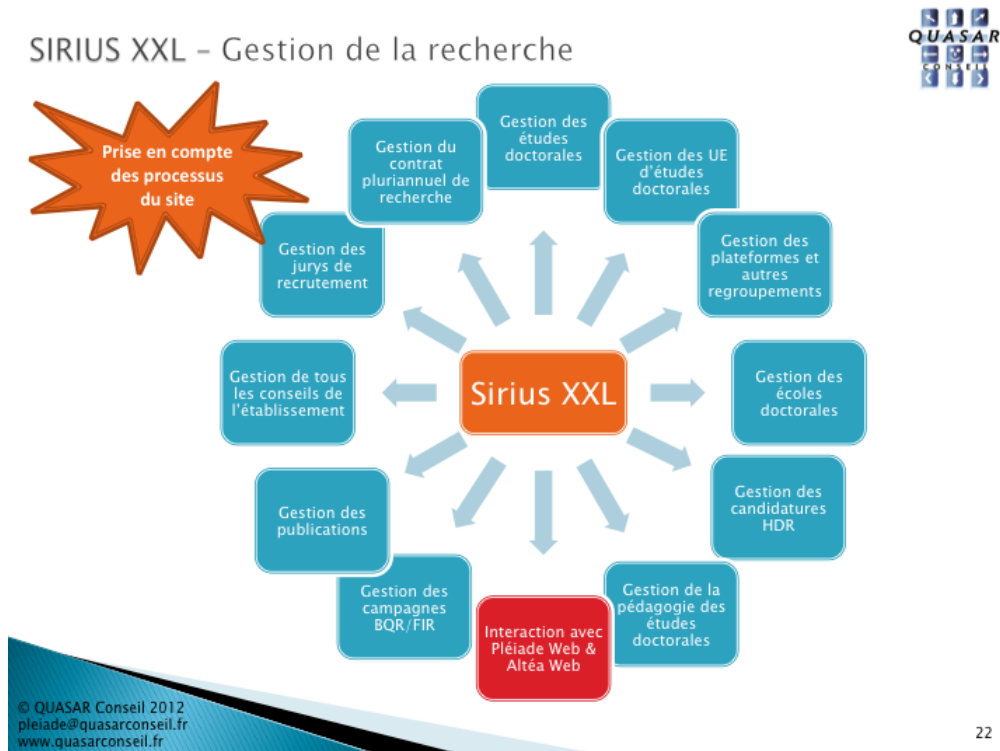 SIRIUS XXL – Gestion de la recherche
QUASAR
CONSEIL
Prise en compte
des processus
du site
Gestion des
études
doctorales
Gestion des UE
d'études
doctorales
Gestion des
plateformes et
autres
regroupements
Gestion des
écoles
doctorales
Gestion des
candidatures
HDR
Gestion de la
pédagogie des
études
doctorales
Interaction avec
Pléiade Web &
Altéa Web
Gestion des
campagnes
BQR/FIR
Gestion des
publications
Gestion de tous
les conseils de
l'établissement
Gestion des
jurys de
recrutement
Gestion du
contrat
pluriannuel de
recherche
Sirius XXL
© QUASAR Conseil 2012
pleiade@quasarconseil.fr
www.quasarconseil.fr
22